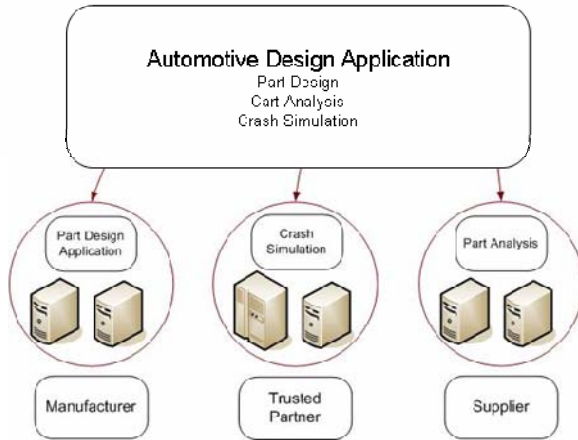 Automotive Design Application
Part Design
Cart Analysis
Crash Simulation
Part Design
Application
Crash
Simulation
Part Analysis
Manufacturer
Trusted
Partner
Supplier